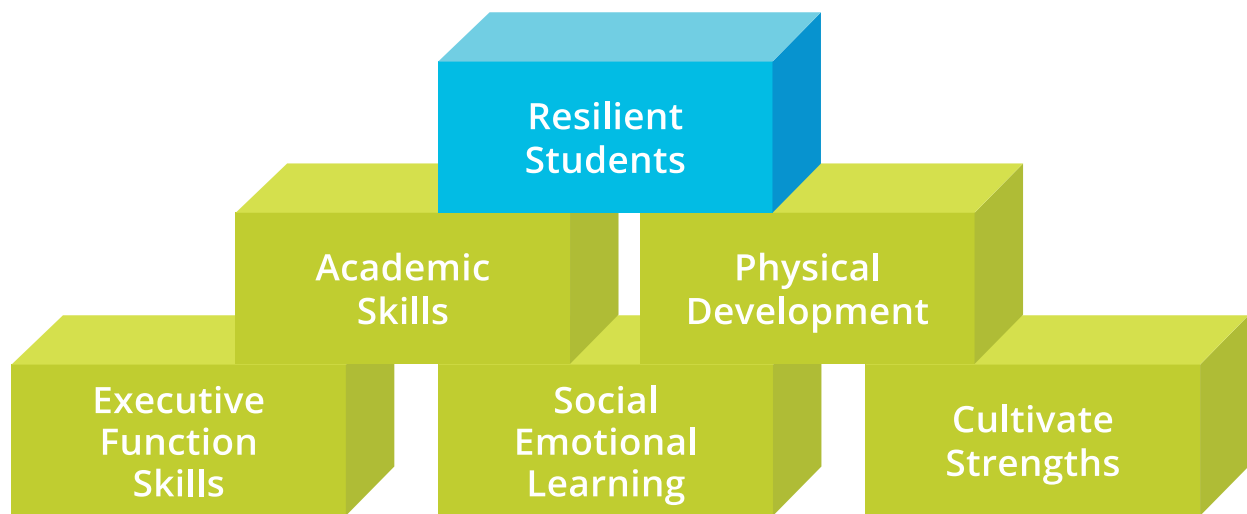 Resilient
Students
Academic
Skills
Physical
Development
Executive
Function
Skills
Social
Emotional
Learning
Cultivate
Strengths